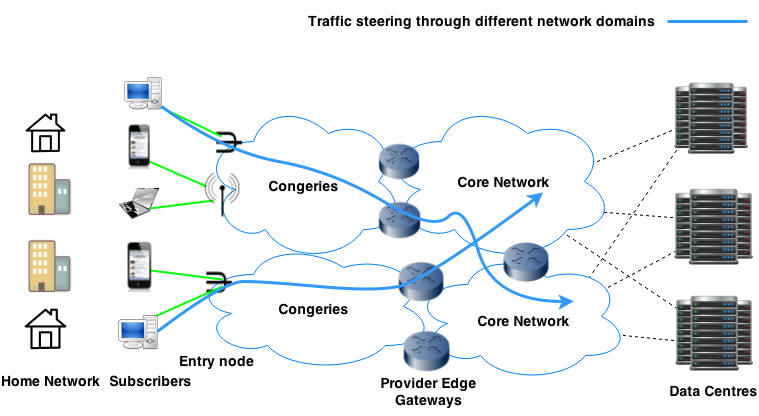 Traffic steering through different network domains
Congeries
Core Network
Congeries
Core Network
Entry node
Home Network
Subscribers
Provider Edge
Gateways
Data Centres